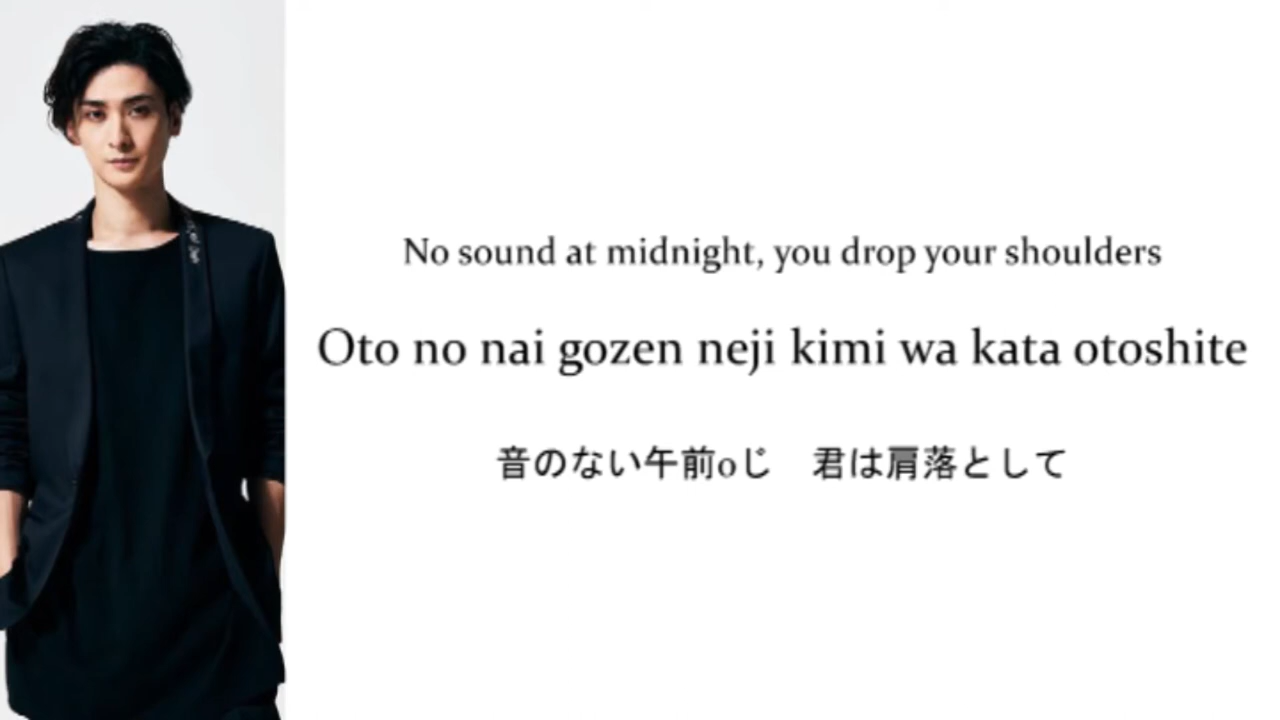 No sound at midnight, you drop your shoulders
Oto no nai gozen neji kimi wa kata otoshite
音のない午前0じ　君は肩落として